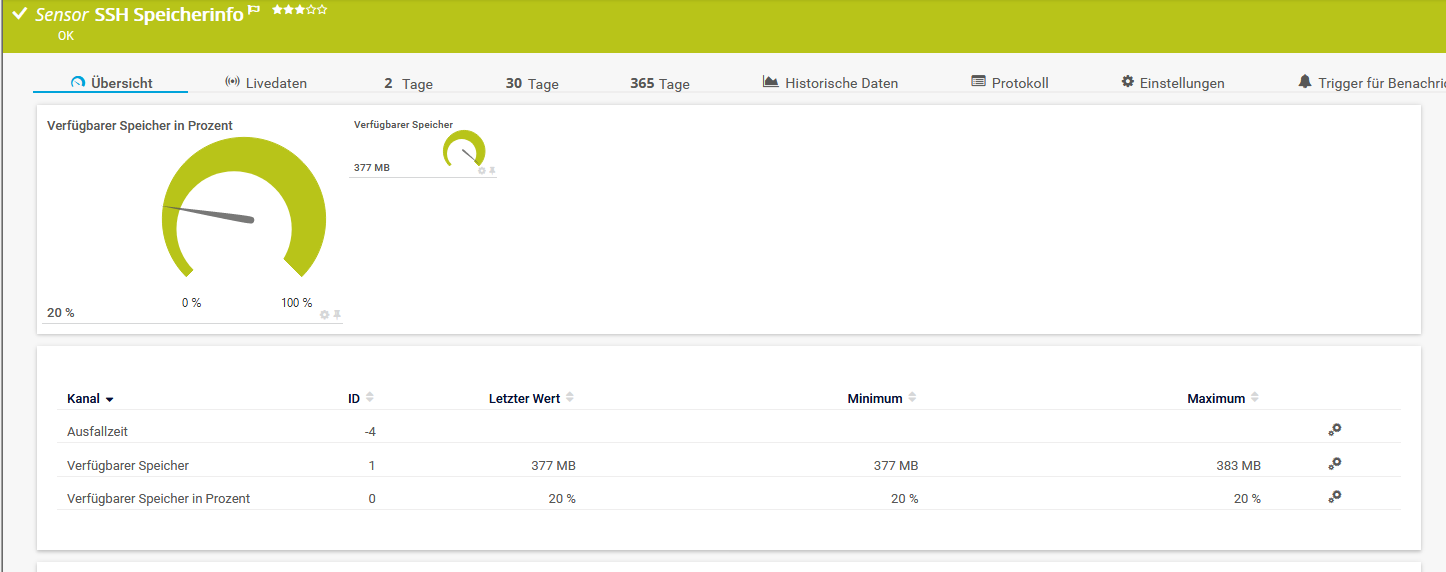 Sensor SSH Speicherinfo
OK
Übersicht Livedaten 2 Tage 30 Tage 365 Tage Historische Daten Protokoll Einstellungen Trigger für Benachri
Verfügbarer Speicher in Prozent
0 % 100 %
20 %
Verfügbarer Speicher
377 MB
Kanal ID Letzter Wert Minimum Maximum
Ausfallzeit -4
Verfügbarer Speicher 1 377 MB 377 MB 383 MB
Verfügbarer Speicher in Prozent 0 20 % 20 % 20 %